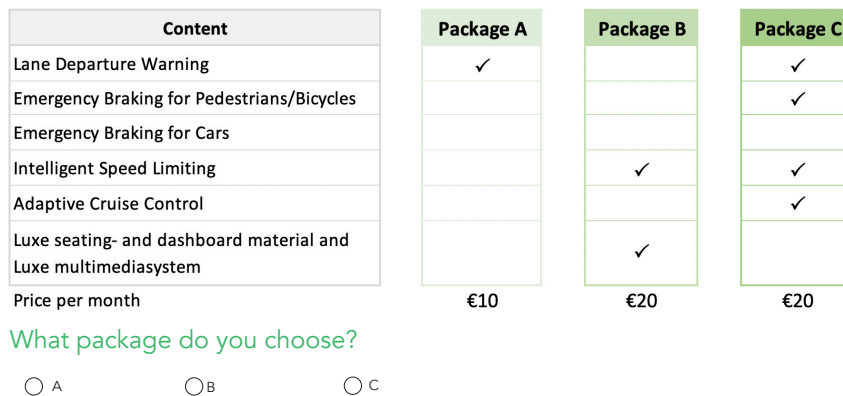 Content Package A Package B Package C
Lane Departure Warning ✓ ✓
Emergency Braking for Pedestrians/Bicycles ✓
Emergency Braking for Cars
Intelligent Speed Limiting ✓ ✓
Adaptive Cruise Control ✓
Luxe seating- and dashboard material and
Luxe multimediasystem ✓
Price per month €10 €20 €20
What package do you choose?
A B C